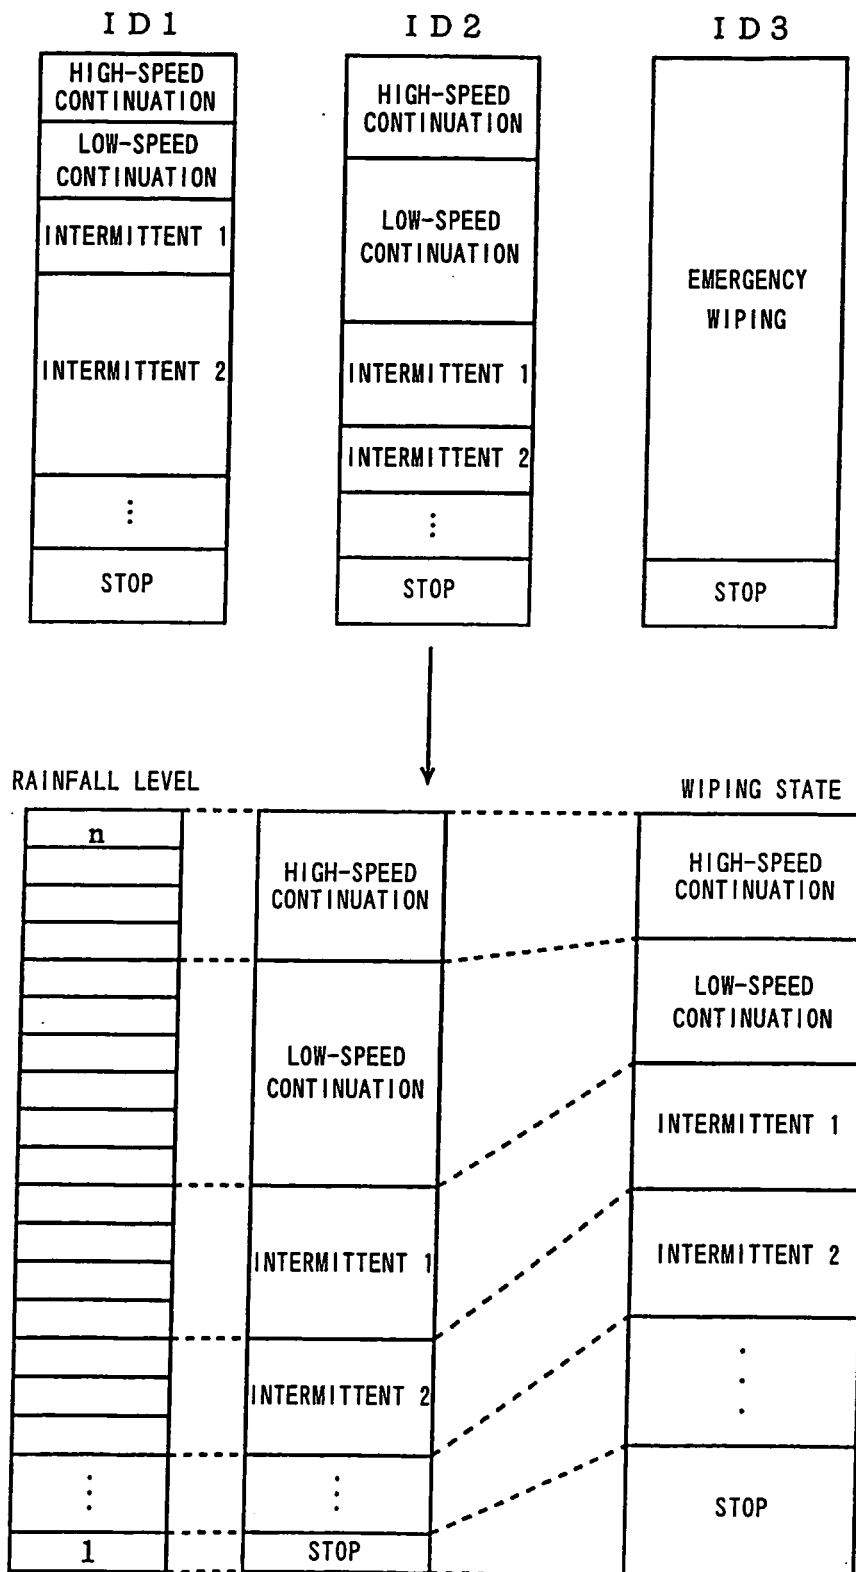 ID1
HIGH-SPEED
CONTINUATION
LOW-SPEED
CONTINUATION
INTERMITTENT 1
INTERMITTENT 2
⋮
STOP
ID2
HIGH-SPEED
CONTINUATION
LOW-SPEED
CONTINUATION
INTERMITTENT 1
INTERMITTENT 2
⋮
STOP
ID3
EMERGENCY
WIPING
STOP
RAINFALL LEVEL
n
⋮
1
HIGH-SPEED
CONTINUATION
LOW-SPEED
CONTINUATION
INTERMITTENT 1
INTERMITTENT 2
⋮
STOP
WIPING STATE
HIGH-SPEED
CONTINUATION
LOW-SPEED
CONTINUATION
INTERMITTENT 1
INTERMITTENT 2
⋮
STOP